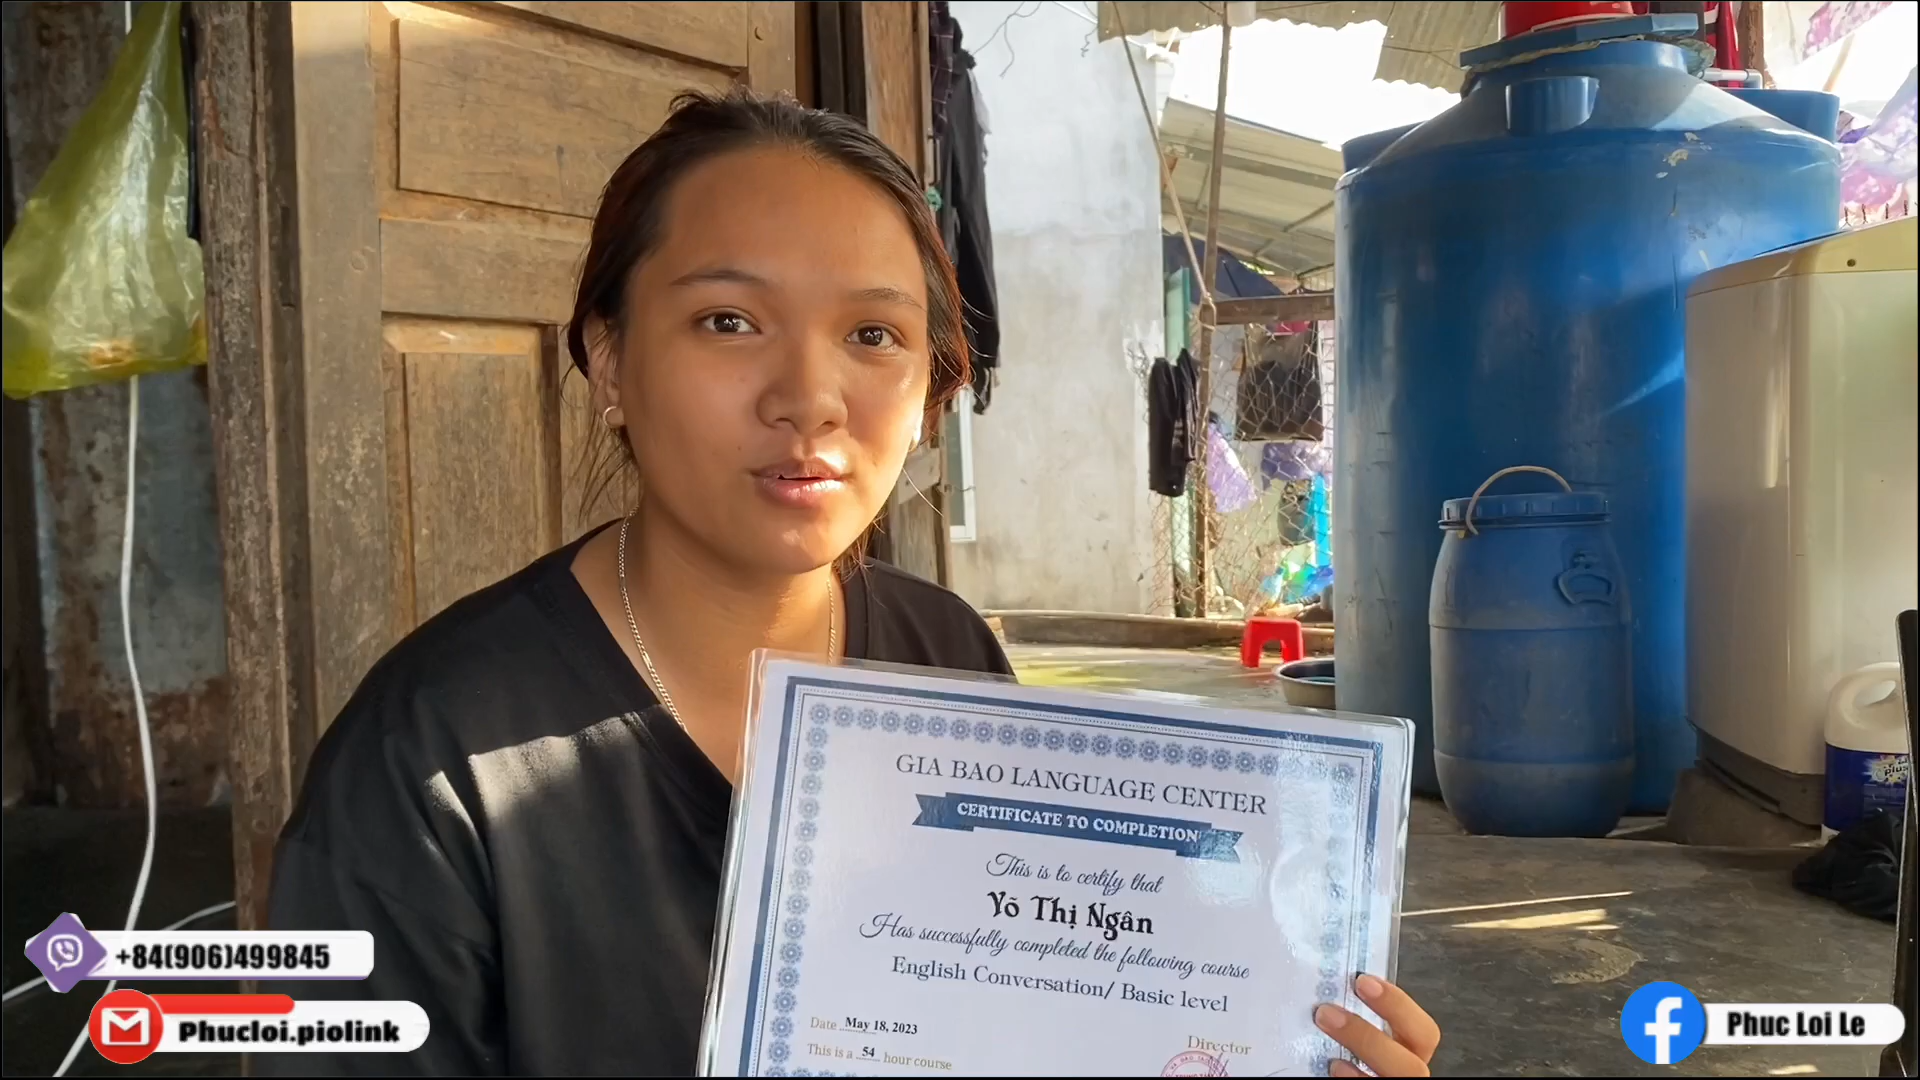 GIA BAO LANGUAGE CENTER
CERTIFICATE TO COMPLETION
This is to certify that
Võ Thị Ngân
Has successfully completed the following course
English Conversation/ Basic level
Date May 18, 2023
This is a 54 hour course
Director
plus
+84(906)499845
Phucloi.piolink
Phuc Loi Le